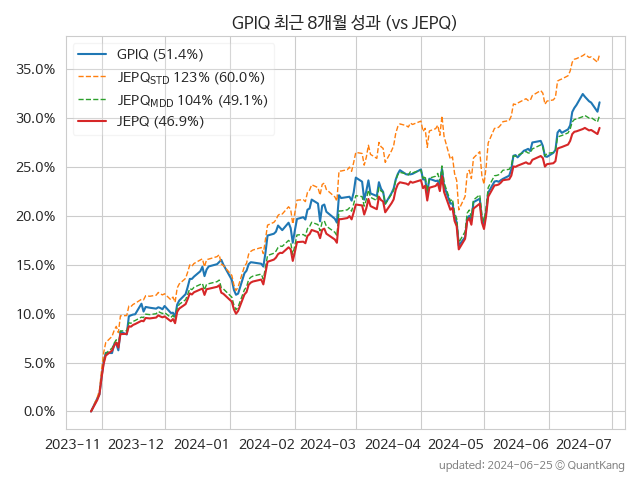 GPIQ 최근 8개월 성과 (vs JEPQ)
GPIQ (51.4%)
JEPQSTD 123% (60.0%)
JEPQMDD 104% (49.1%)
JEPQ (46.9%)
35.0%
30.0%
25.0%
20.0%
15.0%
10.0%
5.0%
0.0%
2023-11 2023-12 2024-01 2024-02 2024-03 2024-04 2024-05 2024-06 2024-07
updated: 2024-06-25 © QuantKang